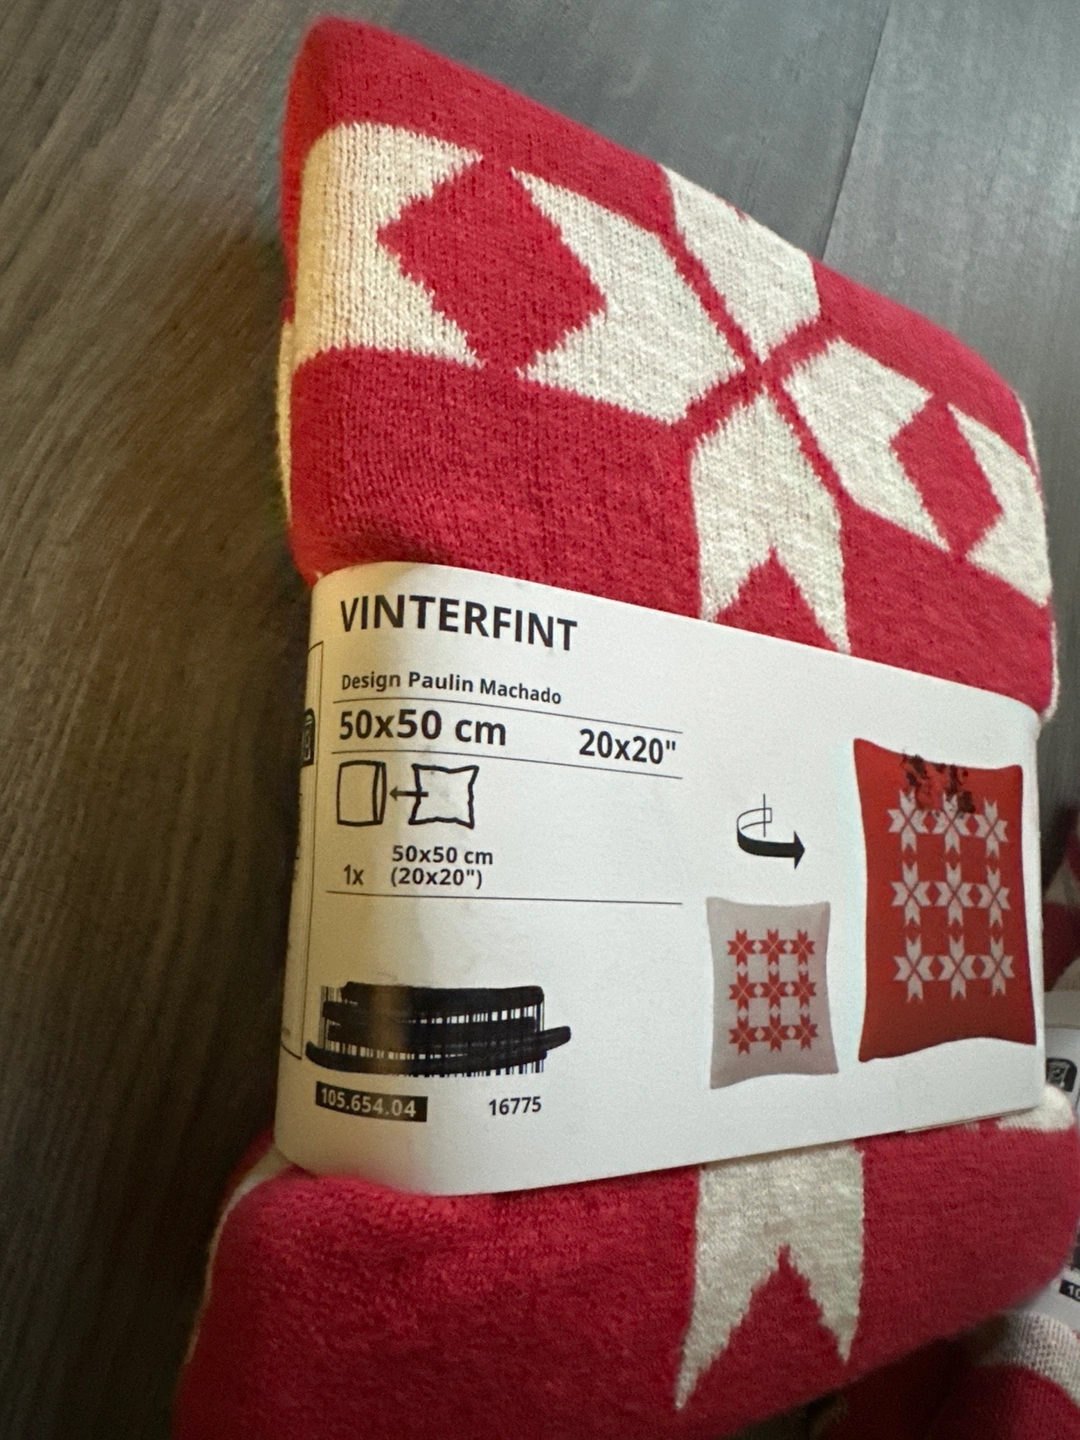 VINTERFINT
Design Paulin Machado
50x50 cm 20x20"
1x 50x50 cm
(20x20")
105.654.04 16775